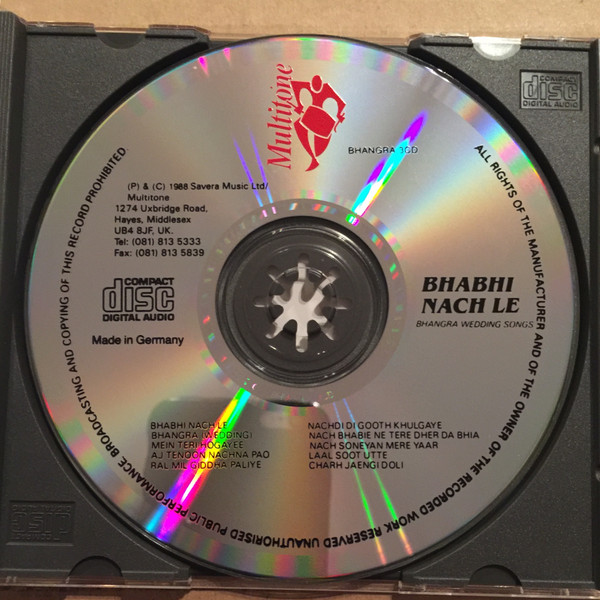 Multitone
BHANGRA 30D
(P) & (C) 1988 Savera Music Ltd/
Multitone
1274 Uxbridge Road,
Hayes, Middlesex
UB4 8JF, UK.
Tel: (081) 813 5333
Fax: (081) 813 5839
COMPACT
disc
DIGITAL AUDIO
Made in Germany
BHABHI
NACH LE
BHANGRA WEDDING SONGS
BHABHI NACH LE
BHANGRA (WEDDING)
MEIN TERI HOGAYEE
AJ TENOON NACHNA PAO
RAL MIL GIDDHA PALIYE
NACHDI DI GOOTH KHULGAYE
NACH BHABIE NE TERE DHER DA BHIA
NACH SONEYAN MERE YAAR
LAAL SOOT UTTE
CHARH JAENGI DOLI
ALL RIGHTS OF THE MANUFACTURER AND OF THE OWNER OF THE RECORDED WORK RESERVED UNAUTHORISED PUBLIC PERFORMANCE BROADCASTING AND COPYING OF THIS RECORD PROHIBITED.
COMPACT
disc
DIGITAL AUDIO